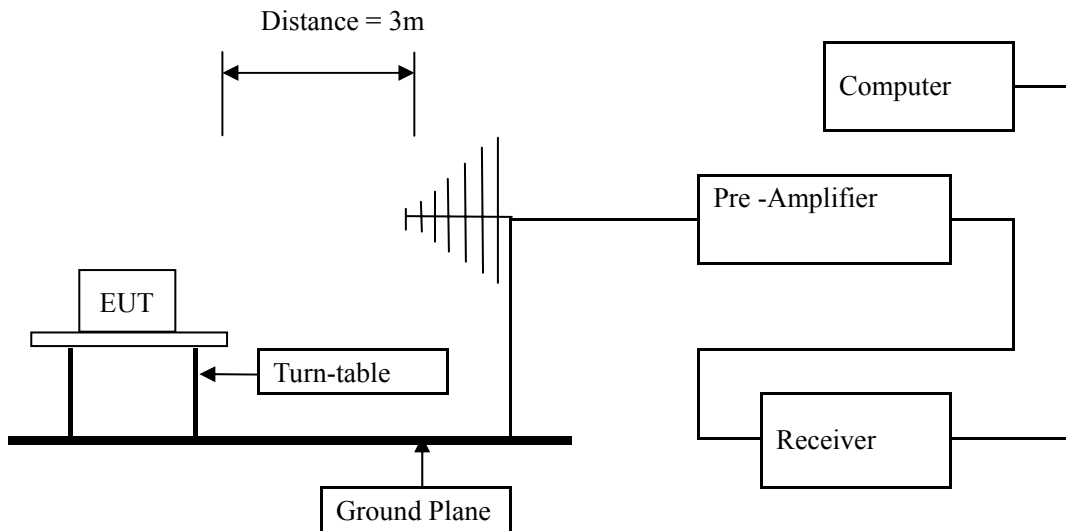 Distance = 3m
Computer
Pre -Amplifier
EUT
Turn-table
Receiver
Ground Plane